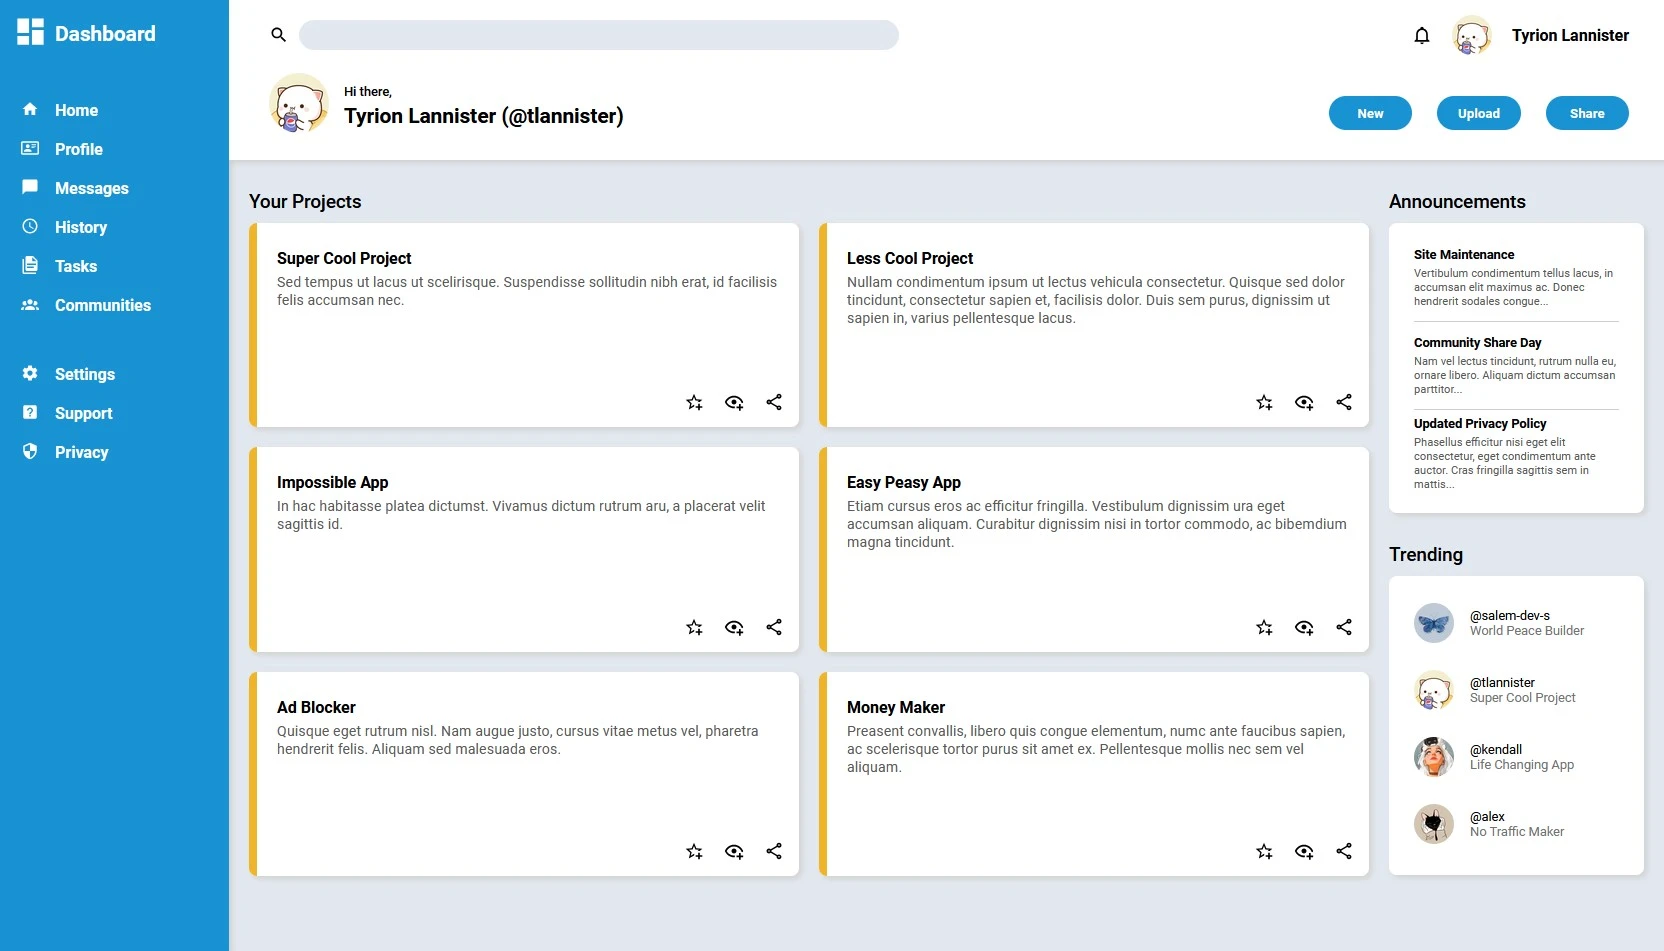 Dashboard
Home
Profile
Messages
History
Tasks
Communities
Settings
Support
Privacy
Tyrion Lannister
Hi there,
Tyrion Lannister (@tlannister)
New
Upload
Share
Your Projects
Super Cool Project
Sed tempus ut lacus ut scelirisque. Suspendisse sollitudin nibh erat, id facilisis
felis accumsan nec.
Less Cool Project
Nullam condimentum ipsum ut lectus vehicula consectetur. Quisque sed dolor
tincidunt, consectetur sapien et, facilisis dolor. Duis sem purus, dignissim ut
sapien in, varius pellentesque lacus.
Impossible App
In hac habitasse platea dictumst. Vivamus dictum rutrum aru, a placerat velit
sagittis id.
Easy Peasy App
Etiam cursus eros ac efficitur fringilla. Vestibulum dignissim ura eget
accumsan aliquam. Curabitur dignissim nisi in tortor commodo, ac bibemdium
magna tincidunt.
Ad Blocker
Quisque eget rutrum nisl. Nam augue justo, cursus vitae metus vel, pharetra
hendrerit felis. Aliquam sed malesuada eros.
Money Maker
Preasent convallis, libero quis congue elementum, numc ante faucibus sapien,
ac scelerisque tortor purus sit amet ex. Pellentesque mollis nec sem vel
aliquam.
Announcements
Site Maintenance
Vertibulum condimentum tellus lacus, in
accumsan elit maximus ac. Donec
hendrerit sodales congue...
Community Share Day
Nam vel lectus tincidunt, rutrum nulla eu,
ornare libero. Aliquam dictum accumsan
parttitor...
Updated Privacy Policy
Phasellus efficitur nisi eget elit
consectetur, eget condimentum ante
auctor. Cras fringilla sagittis sem in
mattis...
Trending
@salem-dev-s
World Peace Builder
@tlannister
Super Cool Project
@kendall
Life Changing App
@alex
No Traffic Maker